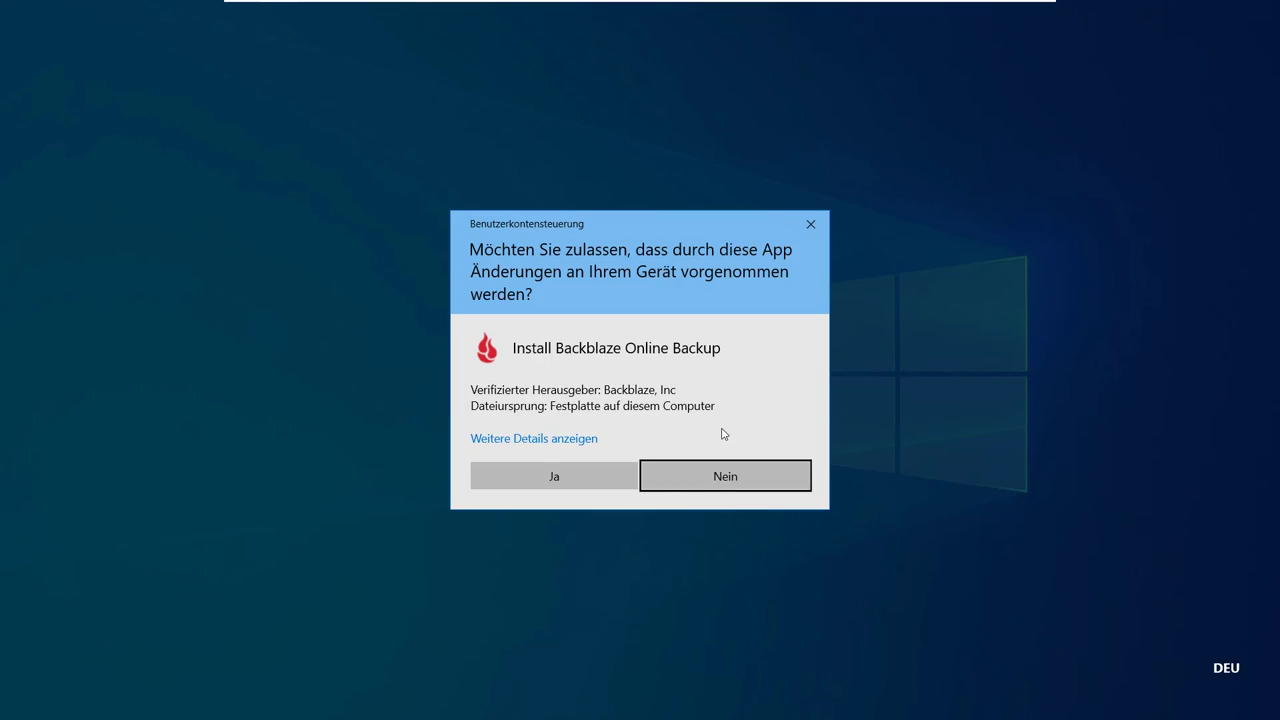 Benutzerkontensteuerung
Möchten Sie zulassen, dass durch diese App
Änderungen an Ihrem Gerät vorgenommen
werden?
Install Backblaze Online Backup
Verifizierter Herausgeber: Backblaze, Inc
Dateiursprung: Festplatte auf diesem Computer
Weitere Details anzeigen
Ja
Nein
DEU